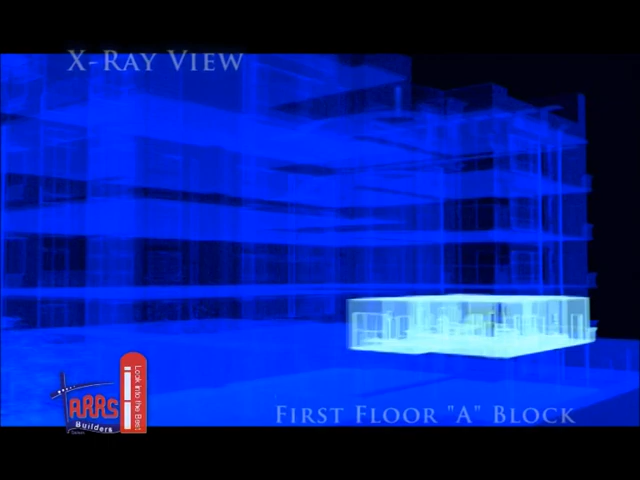 X-Ray View
ARRS
Builders
Look into the Best
First Floor "A" Block